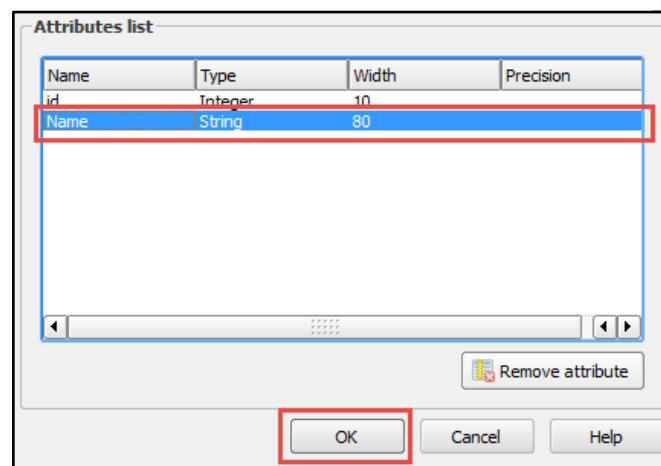 Attributes list
Name Type Width Precision
id Integer 10
Name String 80
Remove attribute
OK Cancel Help